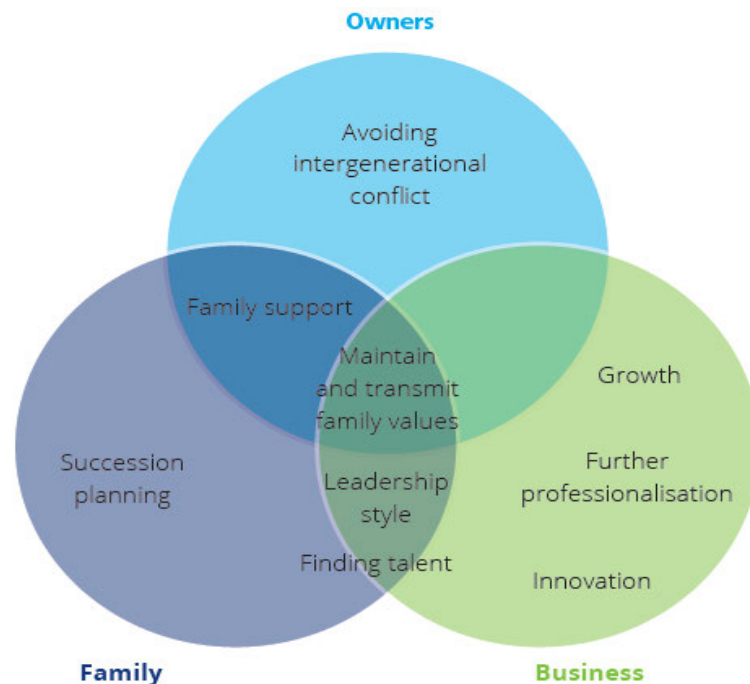 Owners
Avoiding
intergenerational
conflict
Family support
Maintain
and transmit
family values
Growth
Succession
planning
Further
professionalisation
Leadership
style
Finding talent
Innovation
Family
Business